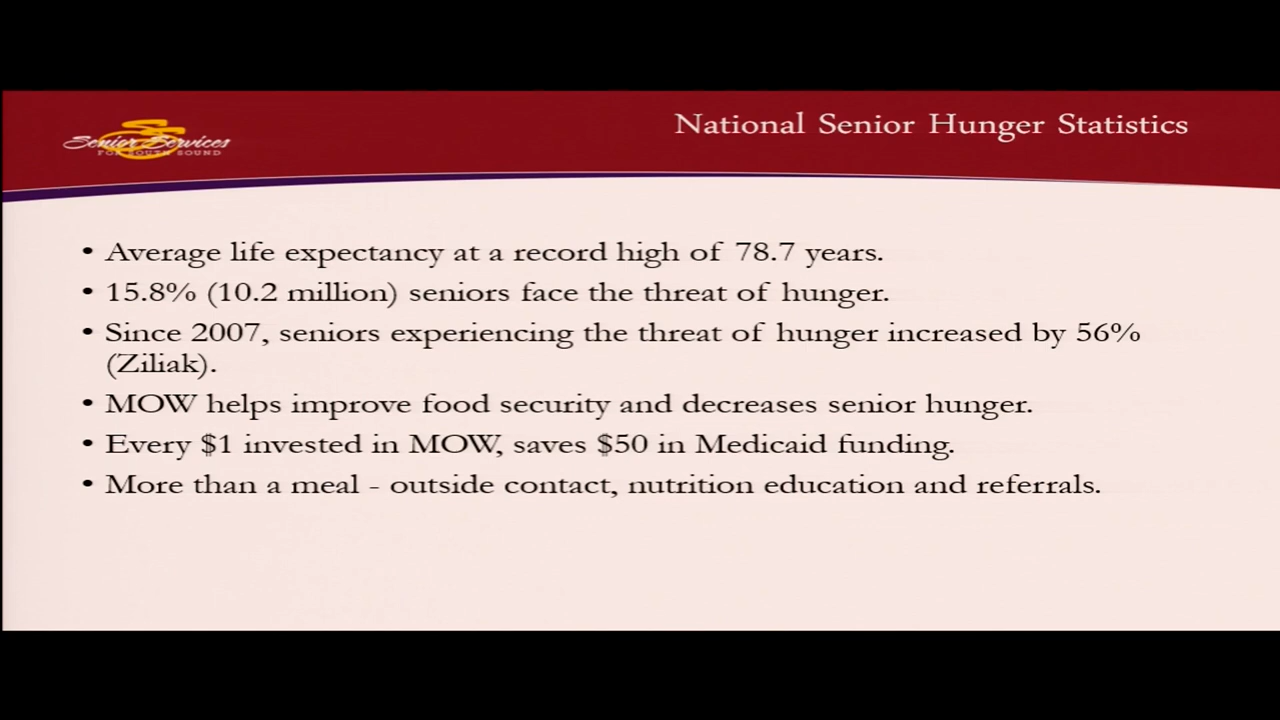 Senior Services
FOR SOUTH SOUND
National Senior Hunger Statistics
• Average life expectancy at a record high of 78.7 years.
• 15.8% (10.2 million) seniors face the threat of hunger.
• Since 2007, seniors experiencing the threat of hunger increased by 56%
(Ziliak).
• MOW helps improve food security and decreases senior hunger.
• Every $1 invested in MOW, saves $50 in Medicaid funding.
• More than a meal - outside contact, nutrition education and referrals.